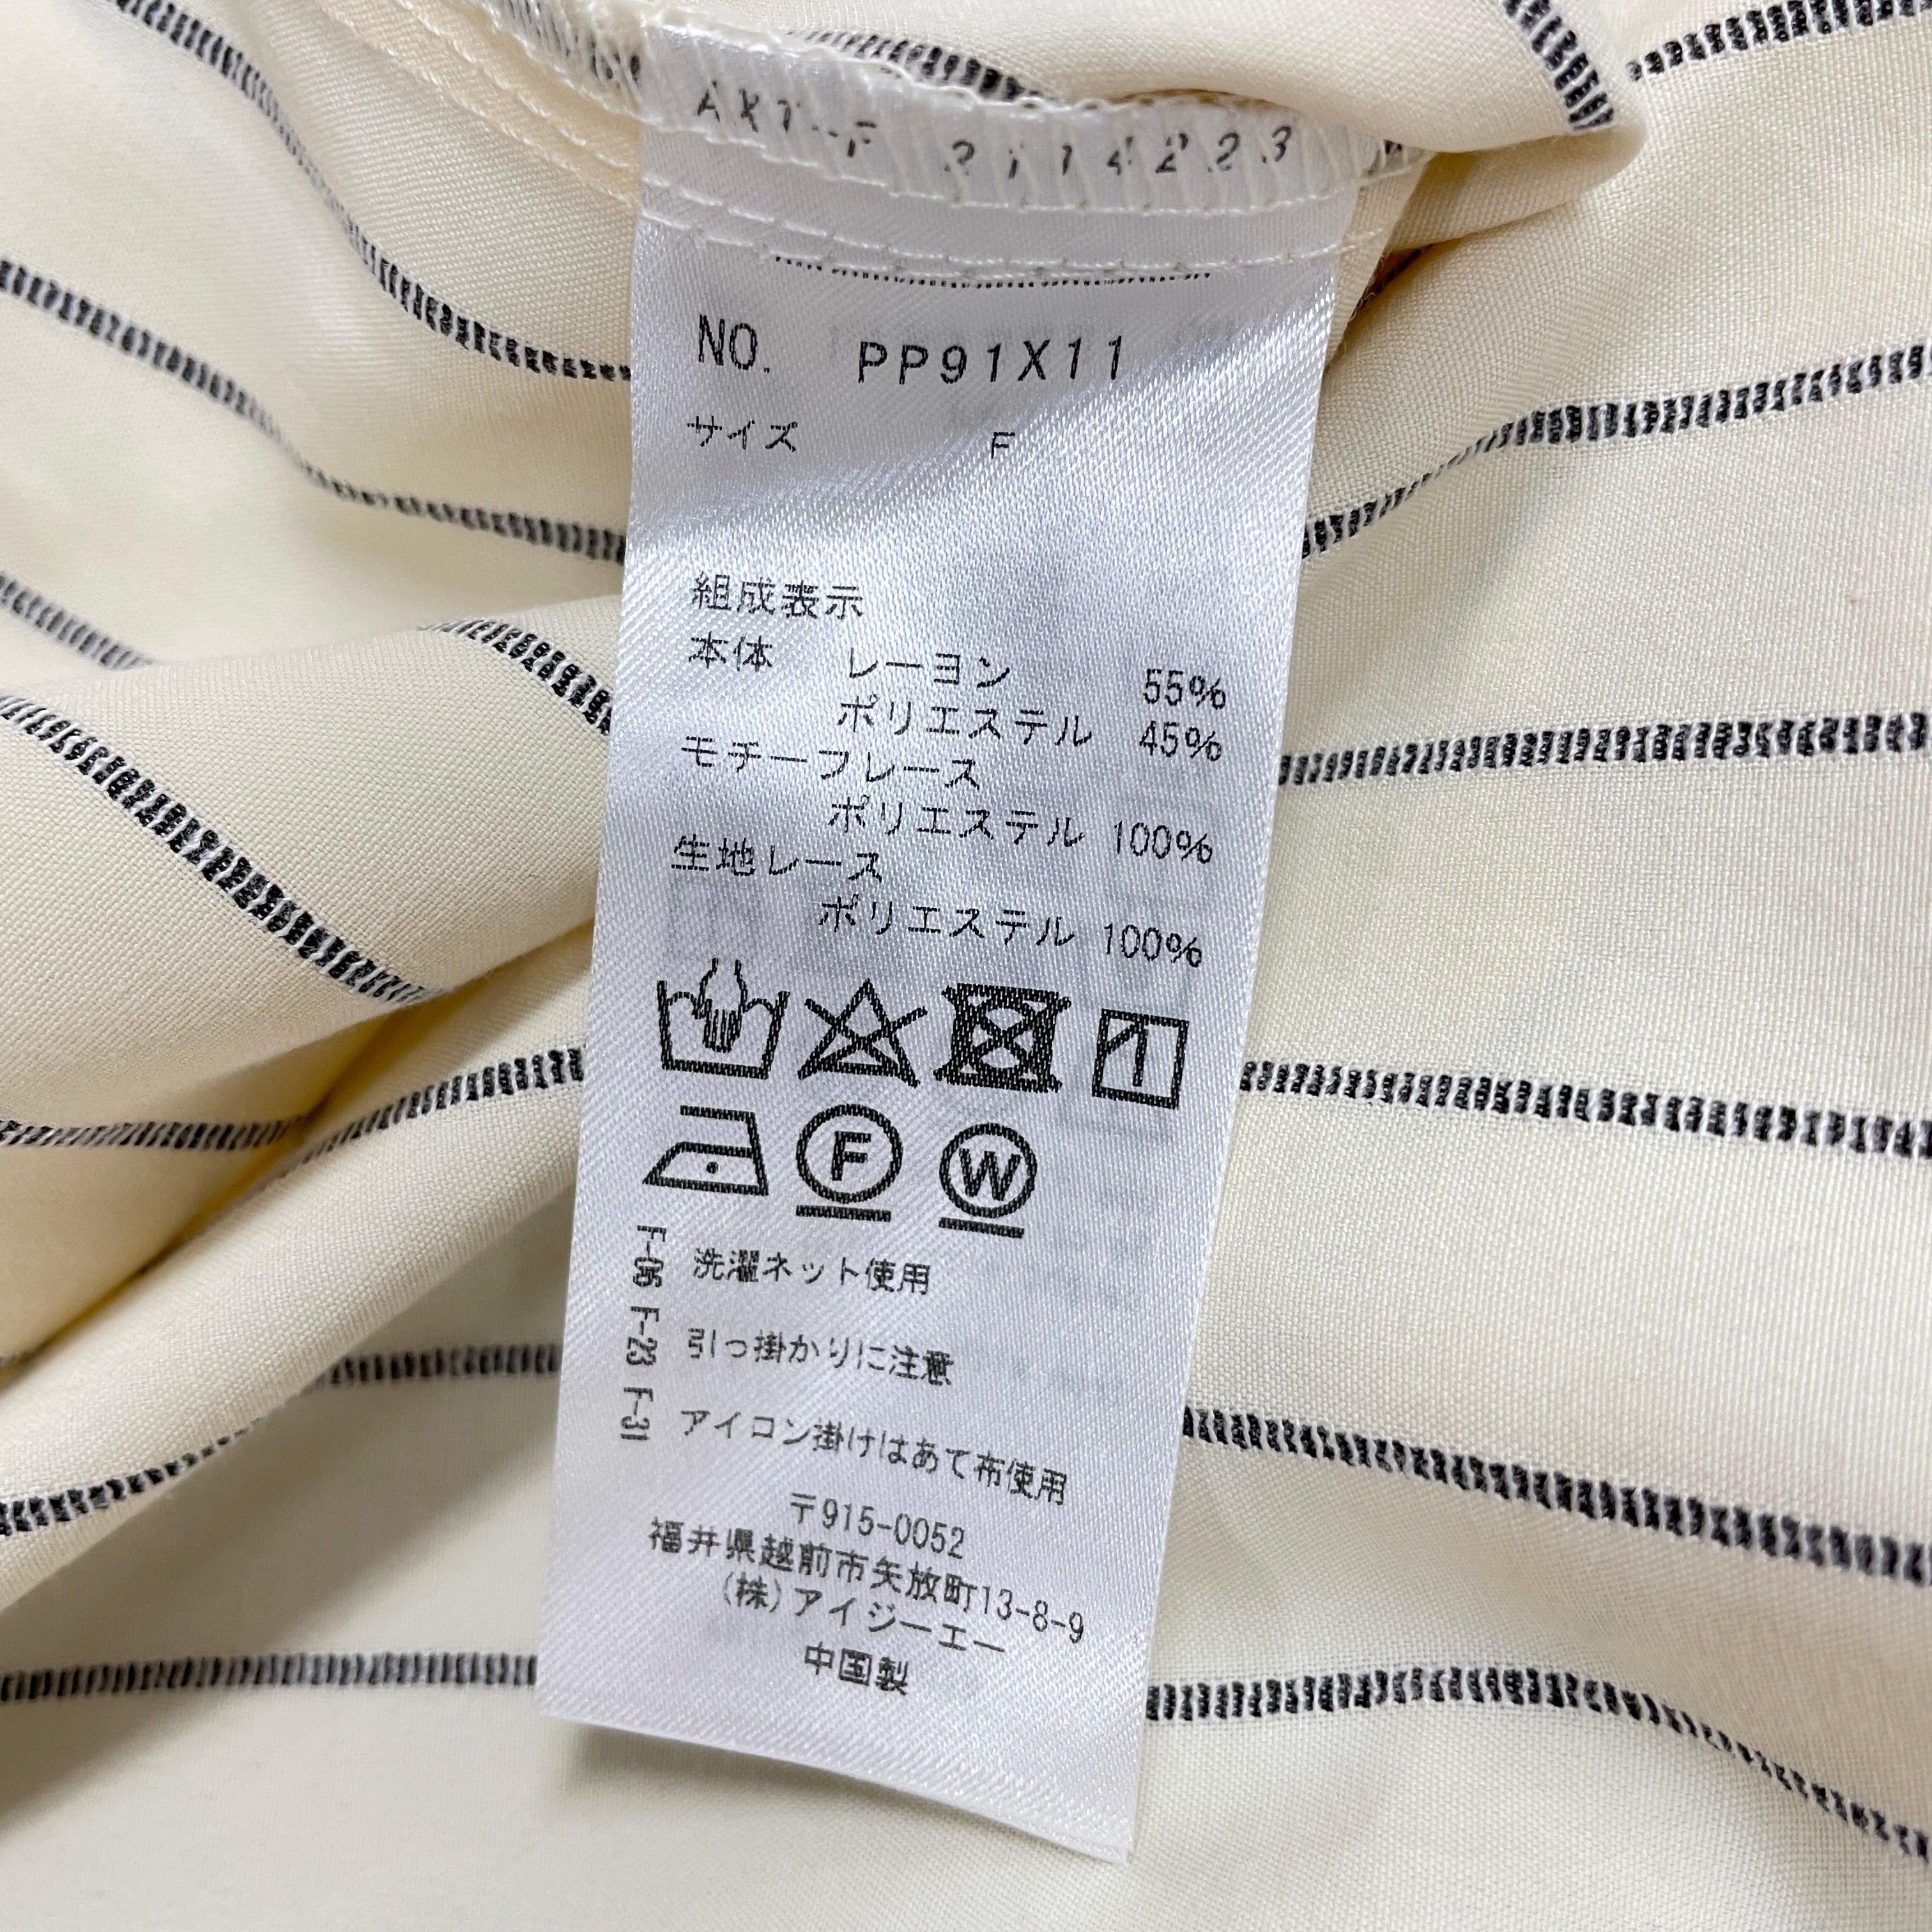 NO. PP91X11
サイズ F
組成表示
本体 レーヨン 55%
ポリエステル 45%
モチーフレース
ポリエステル 100%
生地レース
ポリエステル 100%
F W
F-06 洗濯ネット使用
F-23 引っ掛かりに注意
F-31 アイロン掛けはあて布使用
〒915-0052
福井県越前市矢放町13-8-9
(株)アイジーエー
中国製